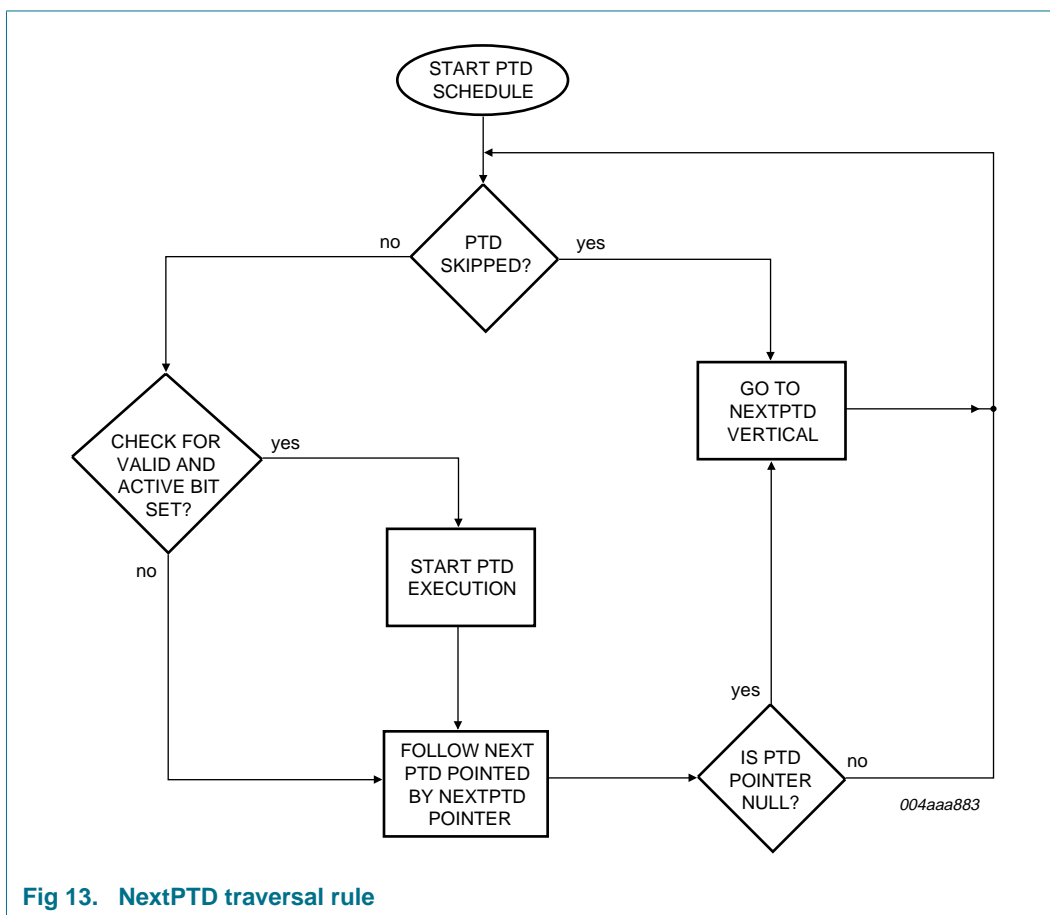 START PTD
SCHEDULE
no
PTD
SKIPPED?
yes
GO TO
NEXTPTD
VERTICAL
CHECK FOR
VALID AND
ACTIVE BIT
SET?
yes
no
START PTD
EXECUTION
FOLLOW NEXT
PTD POINTED
BY NEXTPTD
POINTER
yes
IS PTD
POINTER
NULL?
no
004aaa883
Fig 13. NextPTD traversal rule